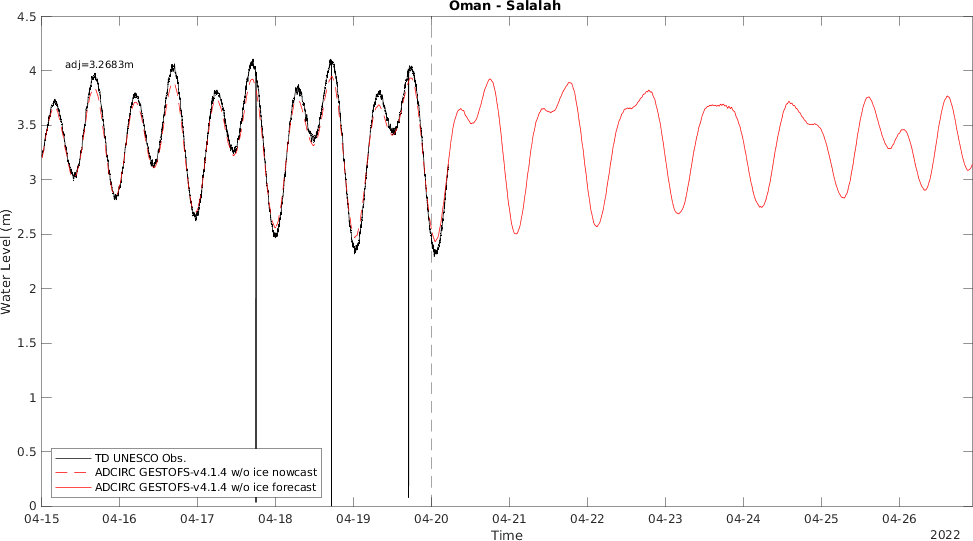 Oman - Salalah
4.5
4
3.5
3
2.5
2
1.5
1
0.5
0
Water Level (m)
adj=3.2683m
TD UNESCO Obs.
ADCIRC GESTOFS-v4.1.4 w/o ice nowcast
ADCIRC GESTOFS-v4.1.4 w/o ice forecast
04-15 04-16 04-17 04-18 04-19 04-20 04-21 04-22 04-23 04-24 04-25 04-26
Time
2022